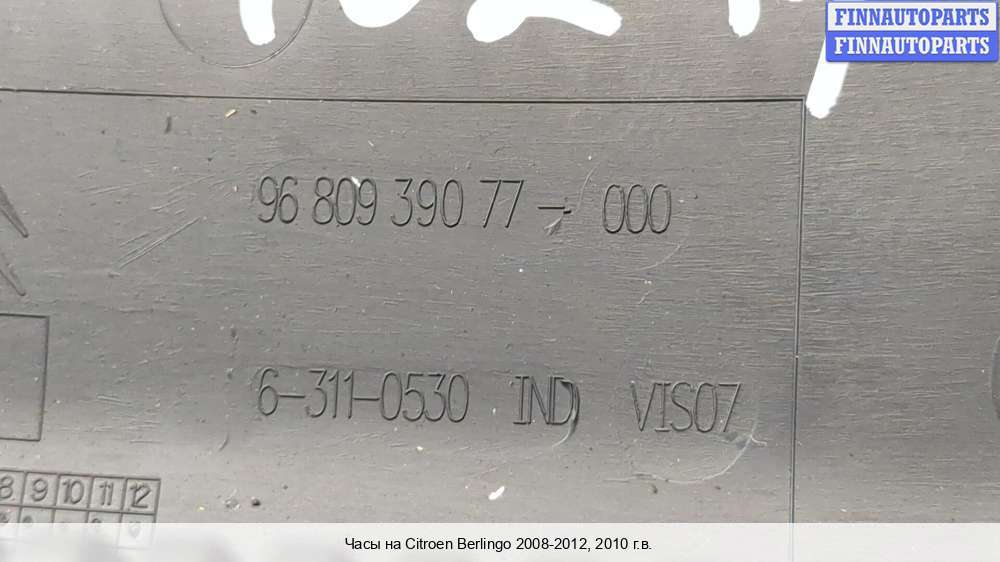 FINNAUTOPARTS
FINNAUTOPARTS
96 809 390 77- 000
6-311-0530 IND VIS07
8 9 10 11 12
Часы на Citroen Berlingo 2008-2012, 2010 г.в.